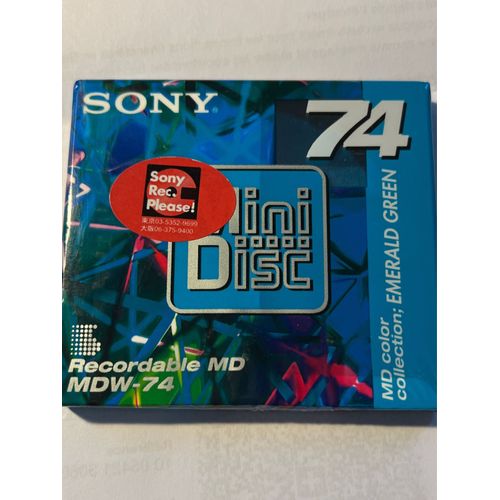 SONY
74
Sony
Rec.
Please!
東京03-5352-9699
大阪06-375-9400
Mini
Disc
MD color
collection; EMERALD GREEN
Recordable MD
MDW-74